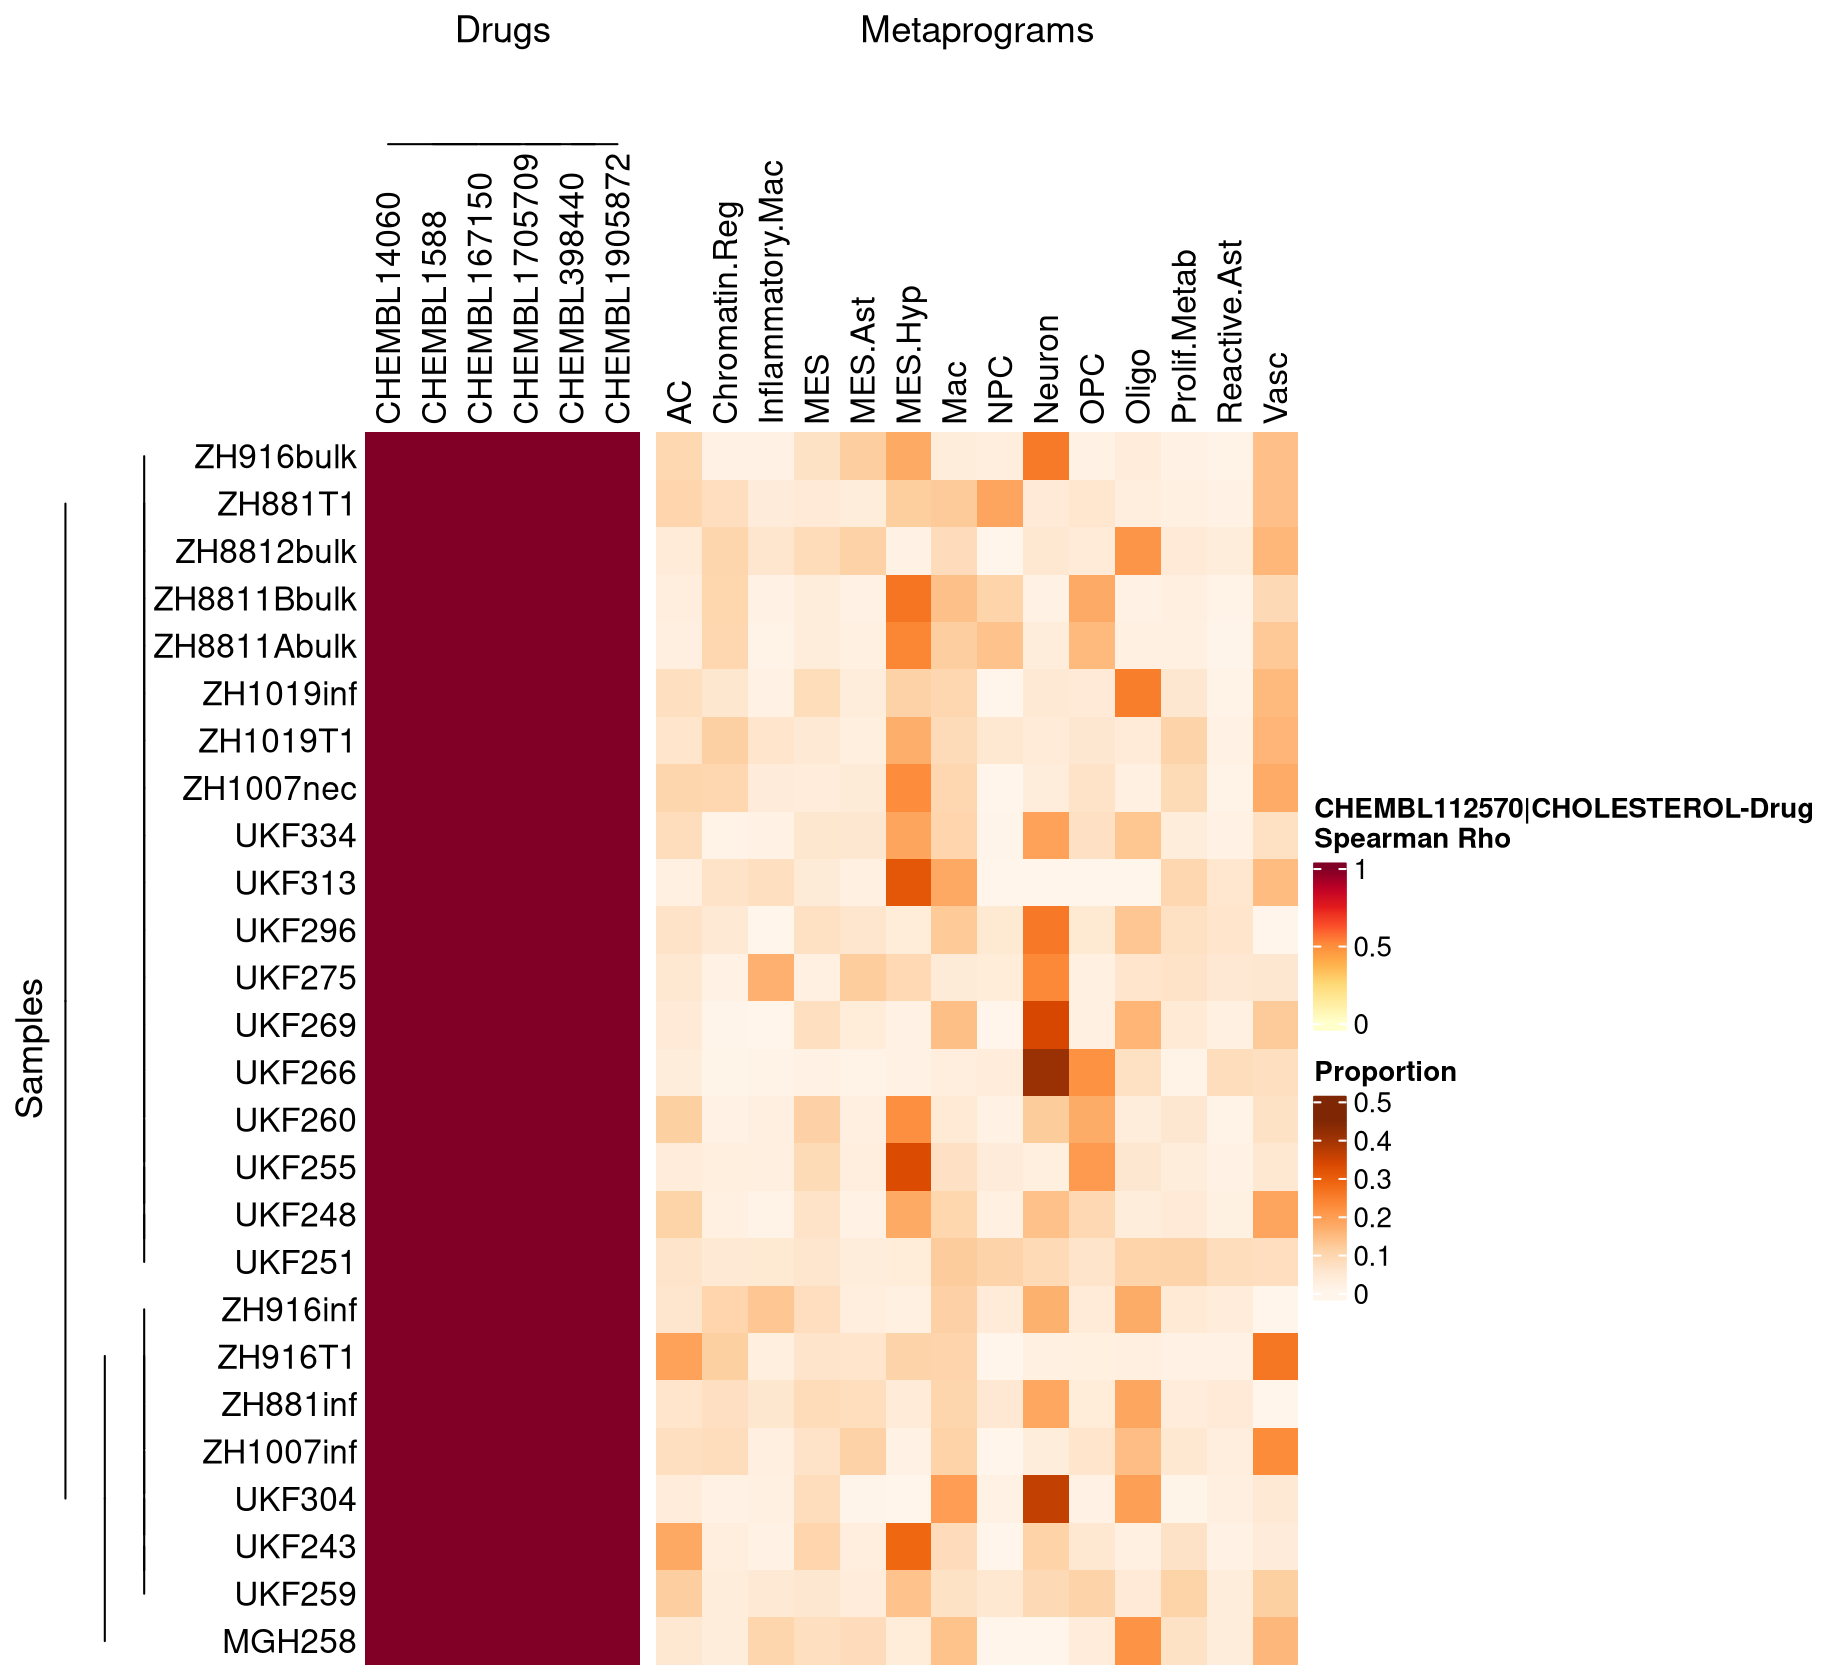 Drugs
Metaprograms
CHEMBL14060
CHEMBL1588
CHEMBL167150
CHEMBL1705709
CHEMBL398440
CHEMBL1905872
AC
Chromatin.Reg
Inflammatory.Mac
MES
MES.Ast
MES.Hyp
Mac
NPC
Neuron
OPC
Oligo
Prolif.Metab
Reactive.Ast
Vasc
Samples
ZH916bulk
ZH881T1
ZH8812bulk
ZH8811Bbulk
ZH8811Abulk
ZH1019inf
ZH1019T1
ZH1007nec
UKF334
UKF313
UKF296
UKF275
UKF269
UKF266
UKF260
UKF255
UKF248
UKF251
ZH916inf
ZH916T1
ZH881inf
ZH1007inf
UKF304
UKF243
UKF259
MGH258
CHEMBL112570|CHOLESTEROL-Drug
Spearman Rho
1
0.5
0
Proportion
0.5
0.4
0.3
0.2
0.1
0